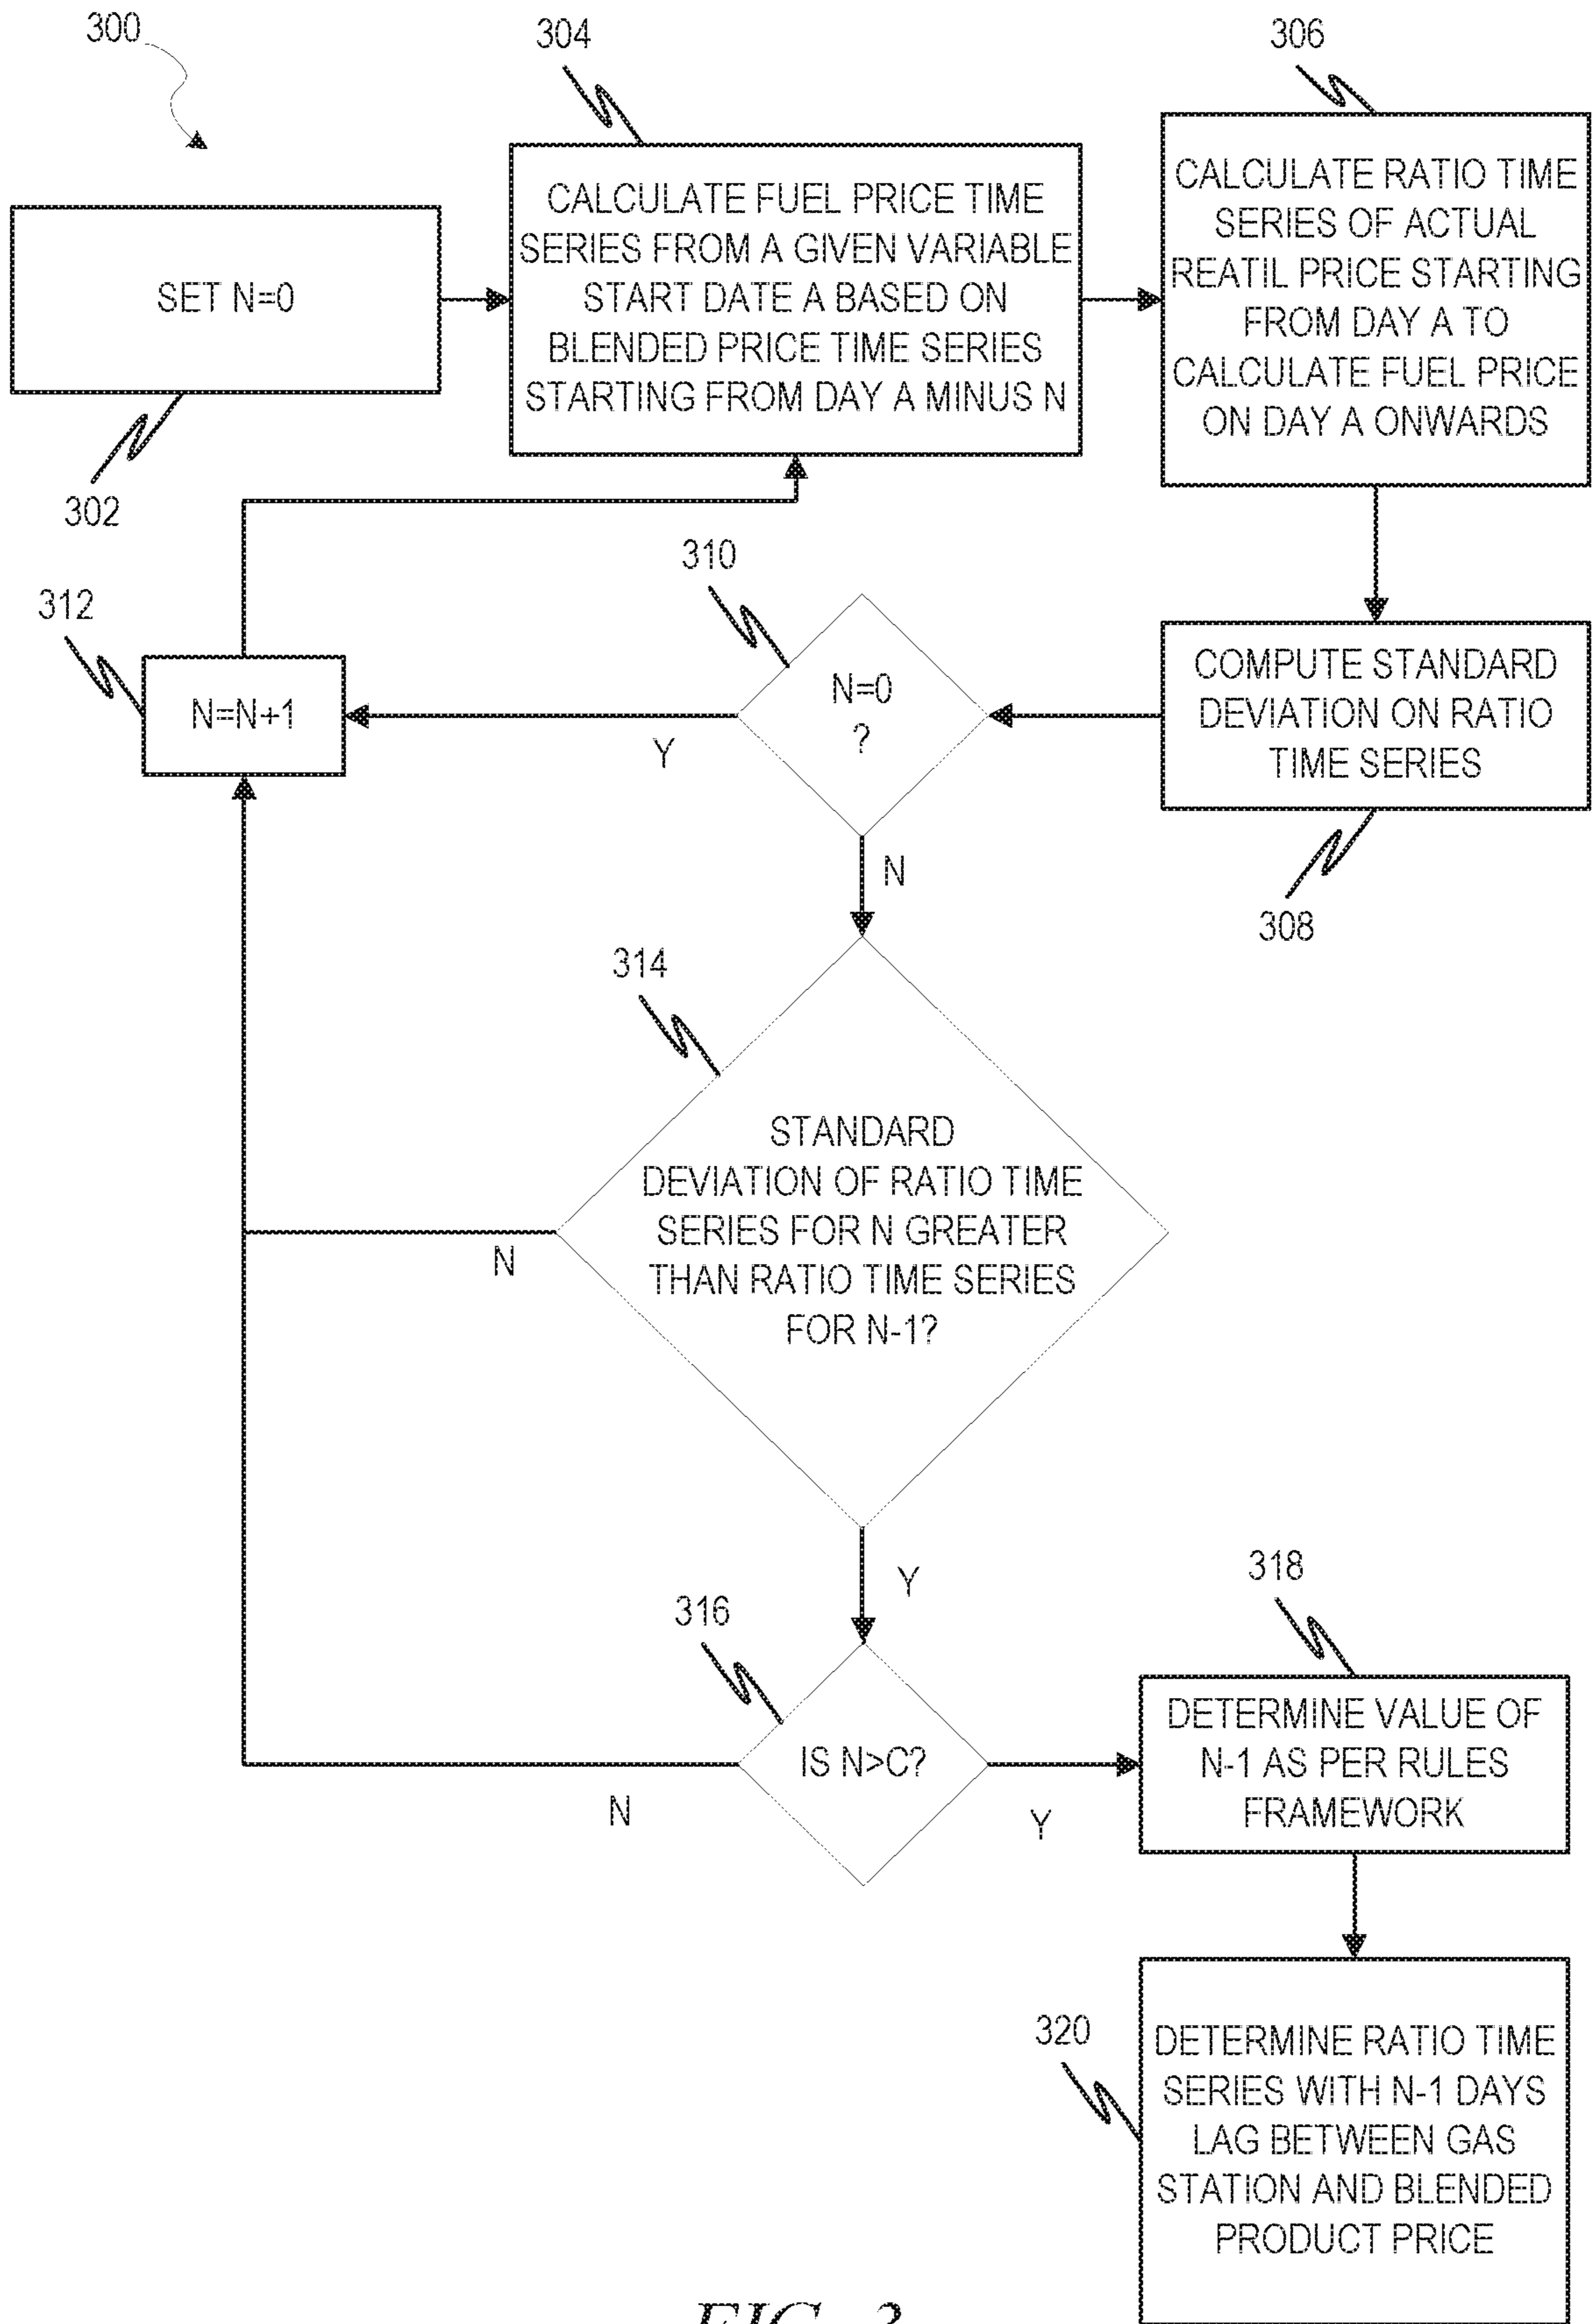 300
304
306
SET N=0
302
CALCULATE FUEL PRICE TIME
SERIES FROM A GIVEN VARIABLE
START DATE A BASED ON
BLENDED PRICE TIME SERIES
STARTING FROM DAY A MINUS N
CALCULATE RATIO TIME
SERIES OF ACTUAL
REATIL PRICE STARTING
FROM DAY A TO
CALCULATE FUEL PRICE
ON DAY A ONWARDS
COMPUTE STANDARD
DEVIATION ON RATIO
TIME SERIES
308
310
N=0
?
Y
N
312
N=N+1
314
STANDARD
DEVIATION OF RATIO TIME
SERIES FOR N GREATER
THAN RATIO TIME SERIES
FOR N-1?
N
Y
316
IS N>C?
N
Y
318
DETERMINE VALUE OF
N-1 AS PER RULES
FRAMEWORK
320
DETERMINE RATIO TIME
SERIES WITH N-1 DAYS
LAG BETWEEN GAS
STATION AND BLENDED
PRODUCT PRICE
FIG. 3